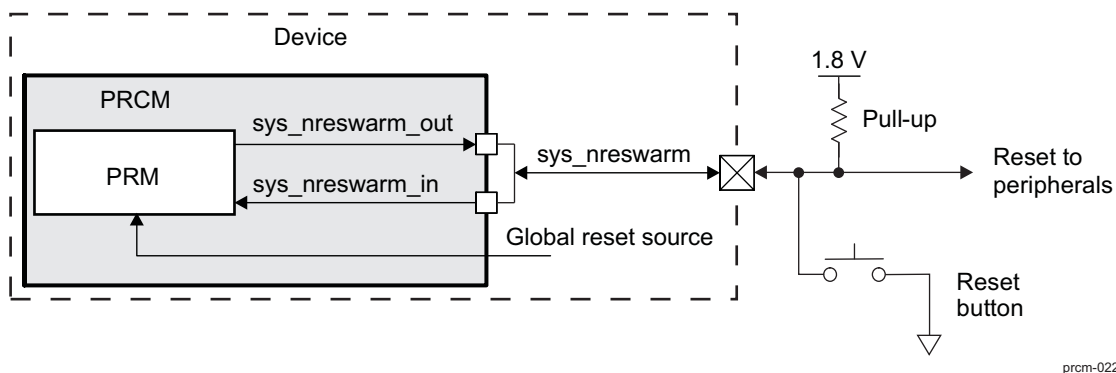 Device
1.8 V
PRCM
sys_nreswarm_out
Pull-up
sys_nreswarm
Reset to
peripherals
PRM
sys_nreswarm_in
Global reset source
Reset
button
prcm-022